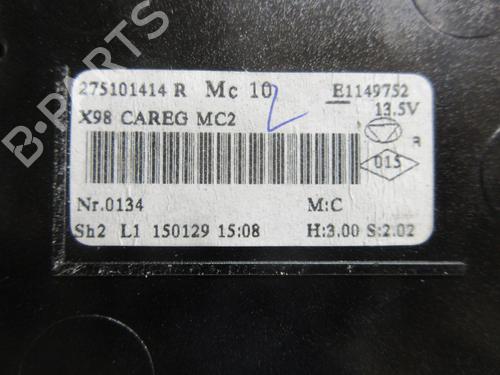 B-PARTS
275101414 R Mc 10 E1149752
2 13.5V
X98 CAREG MC2
R
015
Nr.0134 M:C
Sh2 L1 150129 15:08 H:3.00 S:2.02